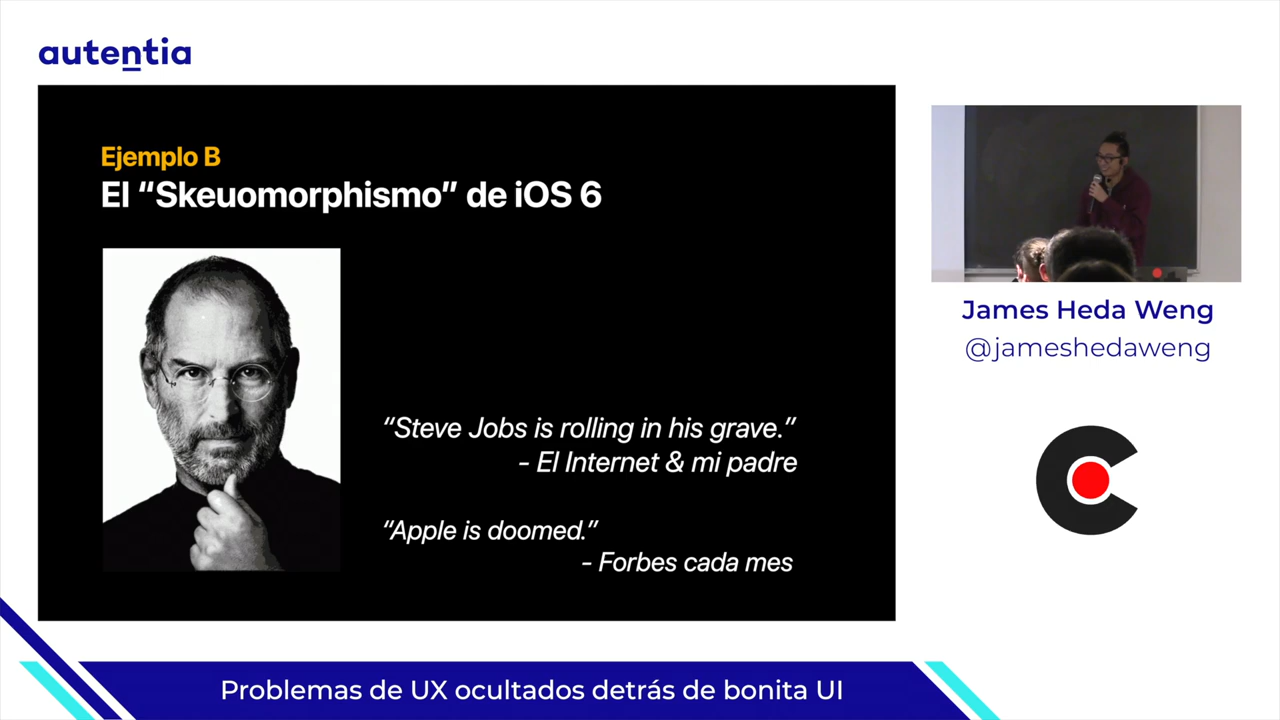 autentia
Ejemplo B
El “Skeuomorphismo” de iOS 6
“Steve Jobs is rolling in his grave.”
- El Internet & mi padre
“Apple is doomed.”
- Forbes cada mes
James Heda Weng
@jameshedaweng
Problemas de UX ocultados detrás de bonita UI